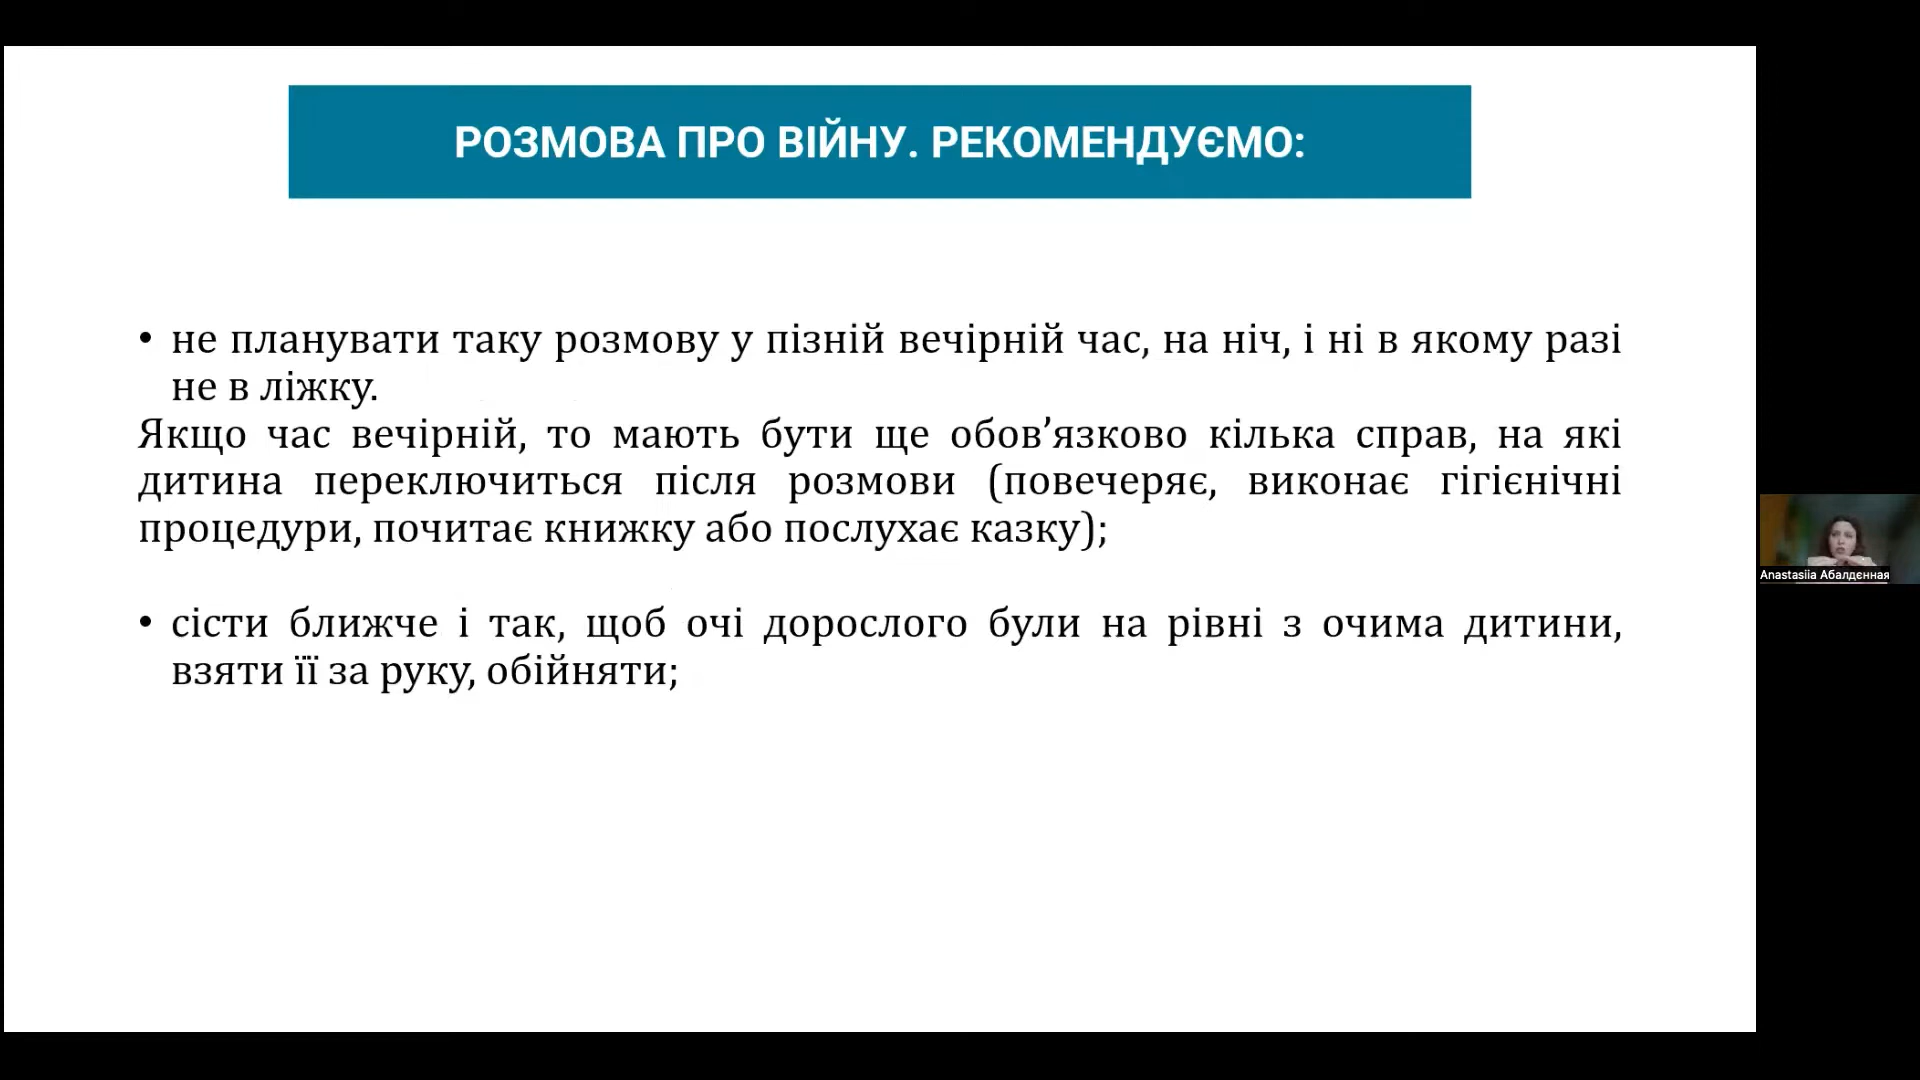 РОЗМОВА ПРО ВІЙНУ. РЕКОМЕНДУЄМО:
• не планувати таку розмову у пізній вечірній час, на ніч, і ні в якому разі
не в ліжку.
Якщо час вечірній, то мають бути ще обов’язково кілька справ, на які
дитина переключиться після розмови (повечеряє, виконає гігієнічні
процедури, почитає книжку або послухає казку);
• сісти ближче і так, щоб очі дорослого були на рівні з очима дитини,
взяти її за руку, обійняти;
Anastasiia Абалдєнная